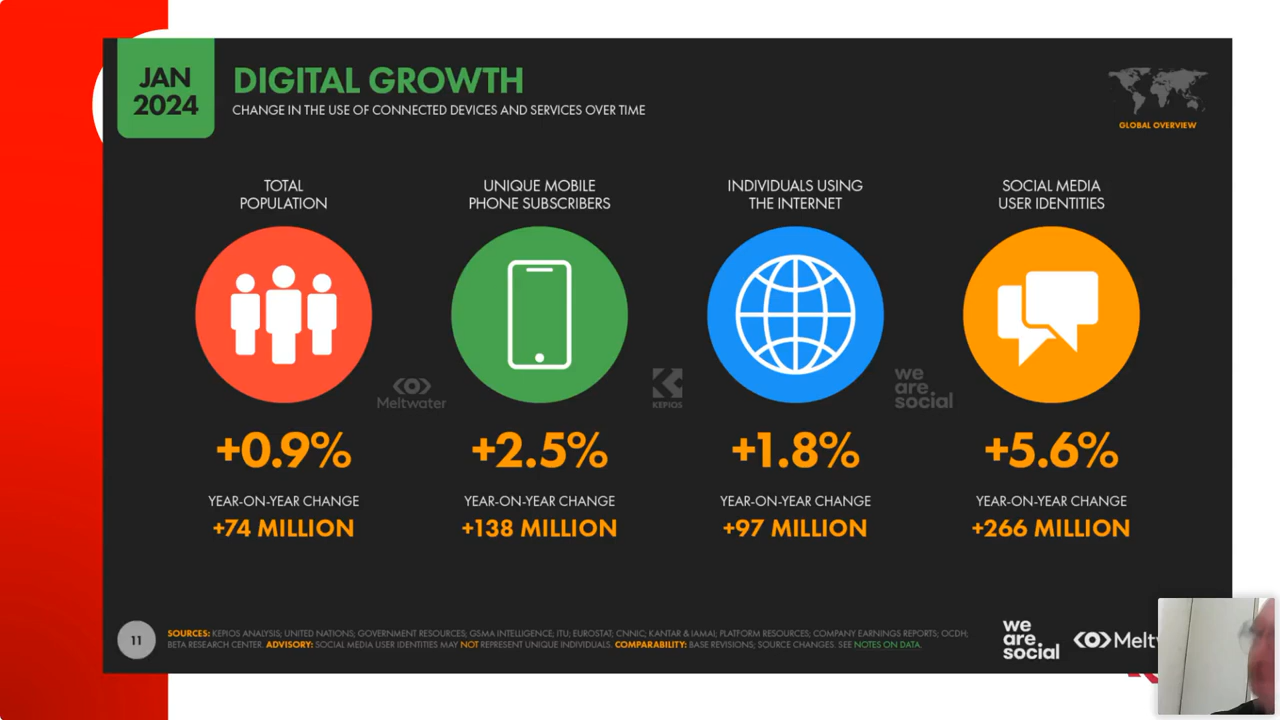 JAN
2024
DIGITAL GROWTH
CHANGE IN THE USE OF CONNECTED DEVICES AND SERVICES OVER TIME
GLOBAL OVERVIEW
TOTAL
POPULATION
UNIQUE MOBILE
PHONE SUBSCRIBERS
INDIVIDUALS USING
THE INTERNET
SOCIAL MEDIA
USER IDENTITIES
Meltwater
KEPIOS
we
are
social
+0.9%
+2.5%
+1.8%
+5.6%
YEAR-ON-YEAR CHANGE
YEAR-ON-YEAR CHANGE
YEAR-ON-YEAR CHANGE
YEAR-ON-YEAR CHANGE
+74 MILLION
+138 MILLION
+97 MILLION
+266 MILLION
11
SOURCES: KEPIOS ANALYSIS; UNITED NATIONS; GOVERNMENT RESOURCES; GSMA INTELLIGENCE; ITU; EUROSTAT; CNNIC; KANTAR & IAMAI; PLATFORM RESOURCES; COMPANY EARNINGS REPORTS; OCDH;
BETA RESEARCH CENTER. ADVISORY: SOCIAL MEDIA USER IDENTITIES MAY NOT REPRESENT UNIQUE INDIVIDUALS. COMPARABILITY: BASE REVISIONS; SOURCE CHANGES. SEE NOTES ON DATA.
we
are
social
Melt